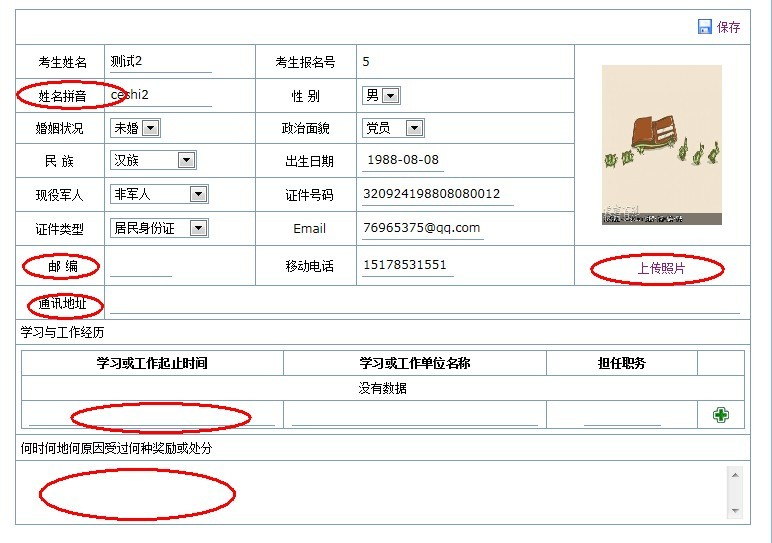 保存
考生姓名 测试2 考生报名号 5
姓名拼音 ceshi2 性 别 男
婚姻状况 未婚 政治面貌 党员
民 族 汉族 出生日期 1988-08-08
现役军人 非军人 证件号码 320924198808080012
证件类型 居民身份证 Email 76965375@qq.com
邮 编 移动电话 15178531551 上传照片
通讯地址
学习与工作经历
学习或工作起止时间 学习或工作单位名称 担任职务
没有数据
何时何地何原因受过何种奖励或处分